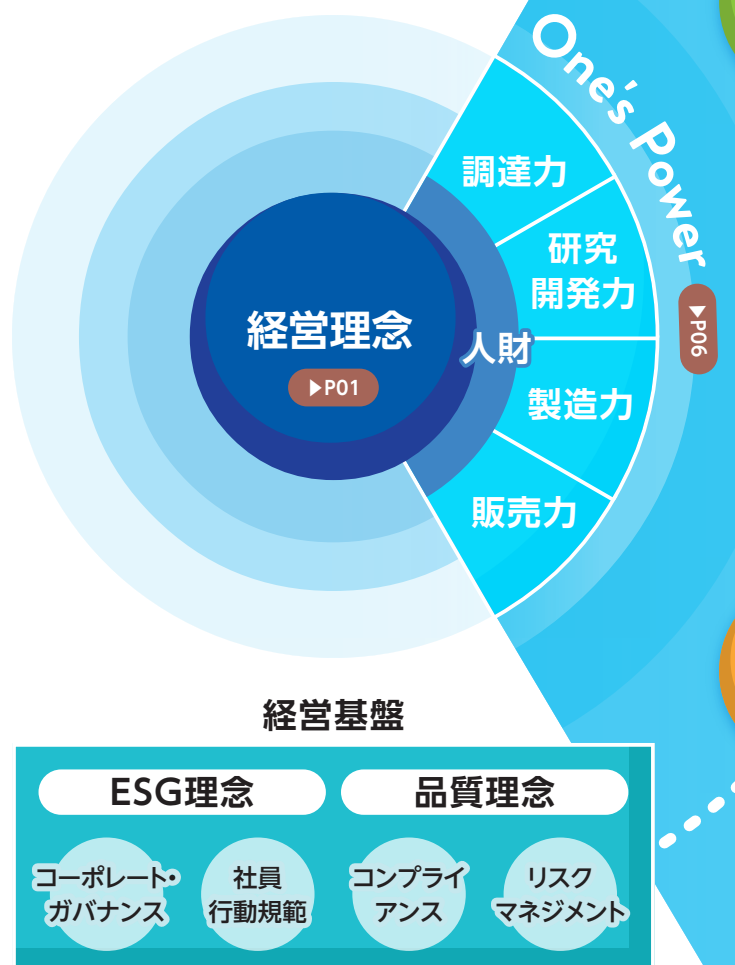 One's Power
▶P06
調達力
研究
開発力
経営理念
▶P01
人財
製造力
販売力
経営基盤
ESG理念
品質理念
コーポレート・
ガバナンス
社員
行動規範
コンプライ
アンス
リスク
マネジメント